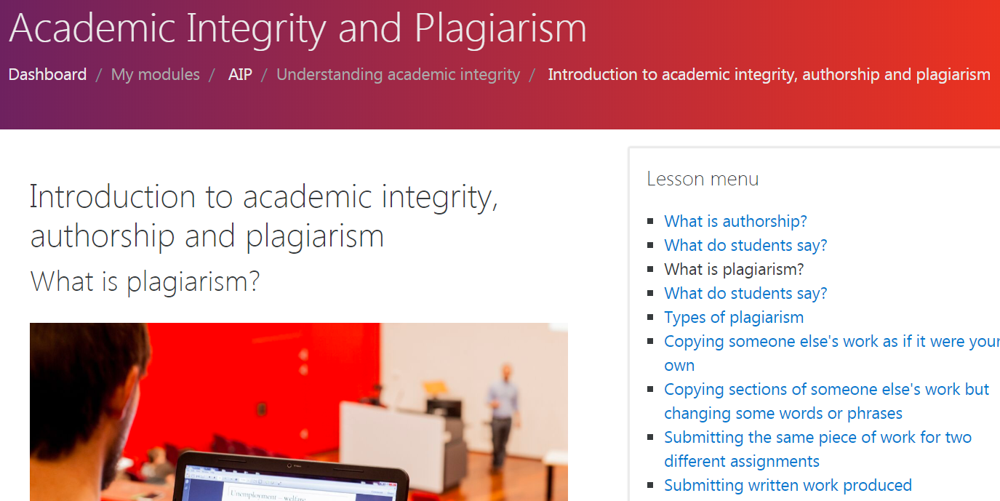 Academic Integrity and Plagiarism
Dashboard / My modules / AIP / Understanding academic integrity / Introduction to academic integrity, authorship and plagiarism
Introduction to academic integrity,
authorship and plagiarism
What is plagiarism?
Unemployment – welfare
Lesson menu
What is authorship?
What do students say?
What is plagiarism?
What do students say?
Types of plagiarism
Copying someone else's work as if it were your
own
Copying sections of someone else's work but
changing some words or phrases
Submitting the same piece of work for two
different assignments
Submitting written work produced